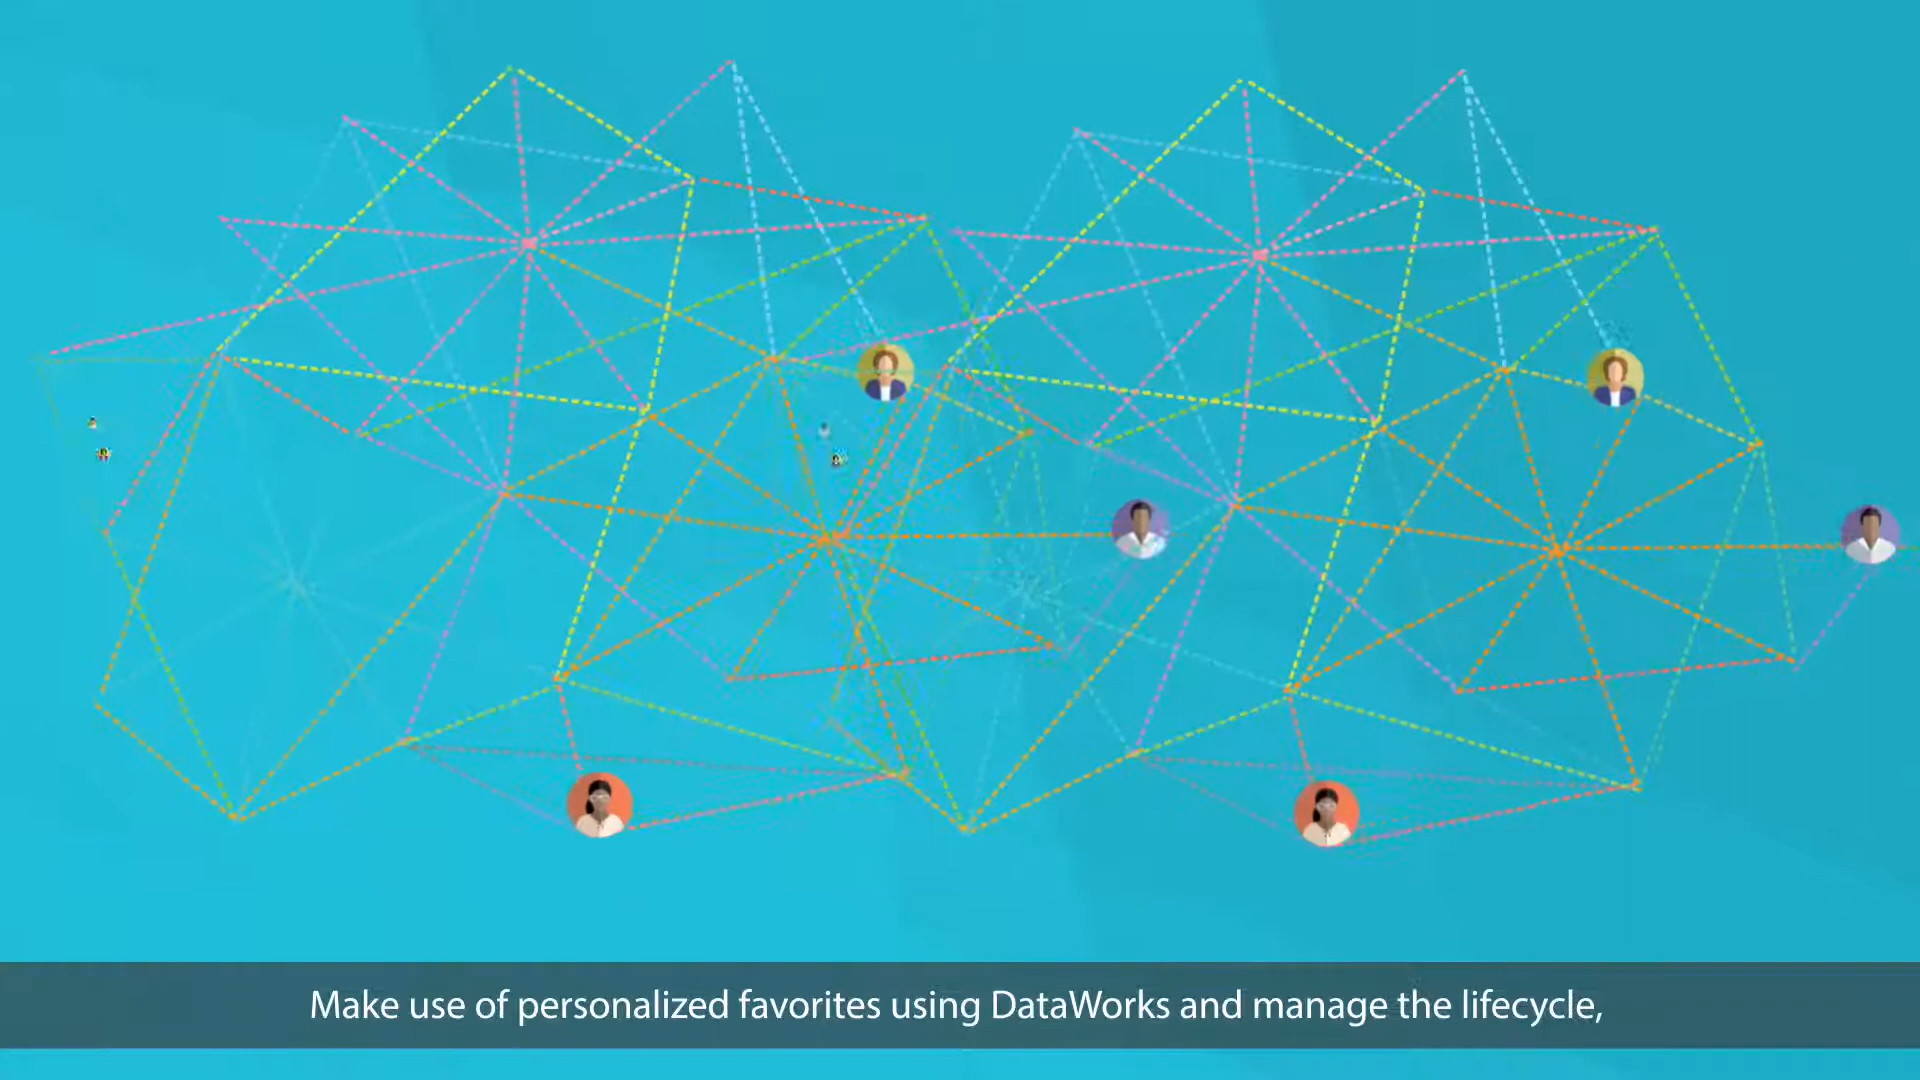 Make use of personalized favorites using DataWorks and manage the lifecycle,